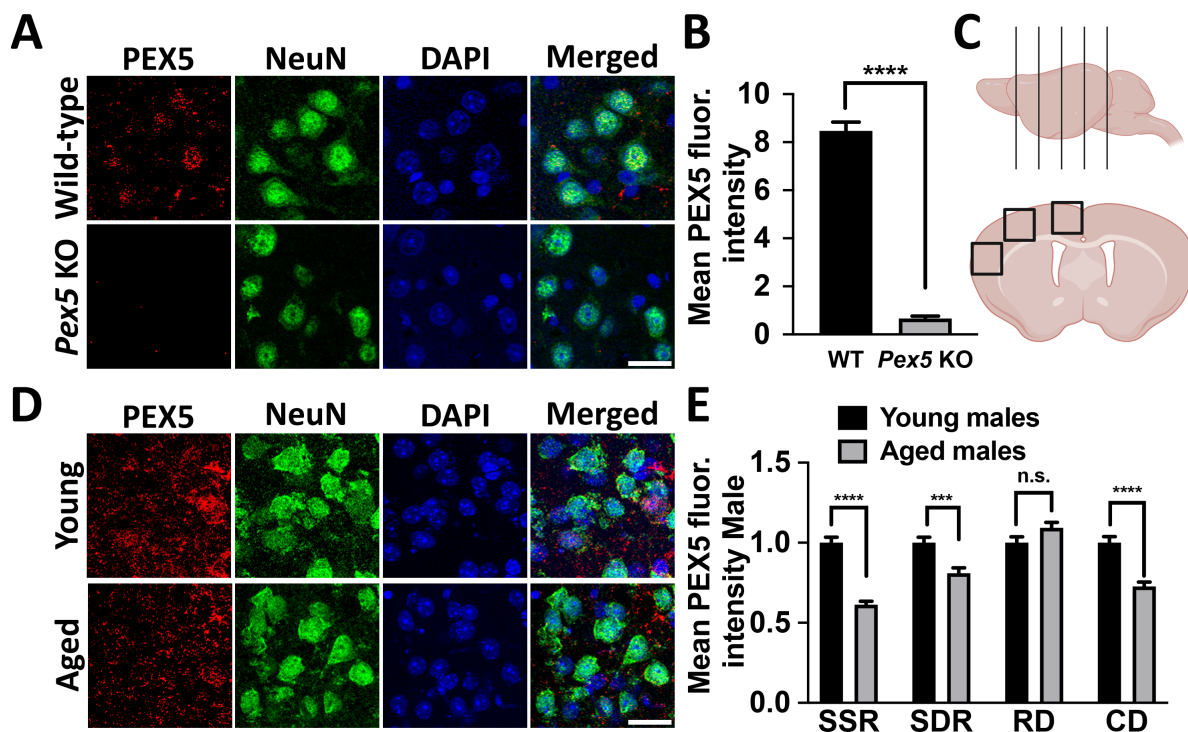 A
PEX5 NeuN DAPI Merged
Wild-type
Pex5 KO
B
Mean PEX5 fluor.
intensity
10
8
6
4
2
0
****
WT Pex5 KO
C
D
PEX5 NeuN DAPI Merged
Young
Aged
E
Young males
Aged males
Mean PEX5 fluor.
intensity Male
1.5
1.0
0.5
0.0
**** *** n.s. ****
SSR SDR RD CD